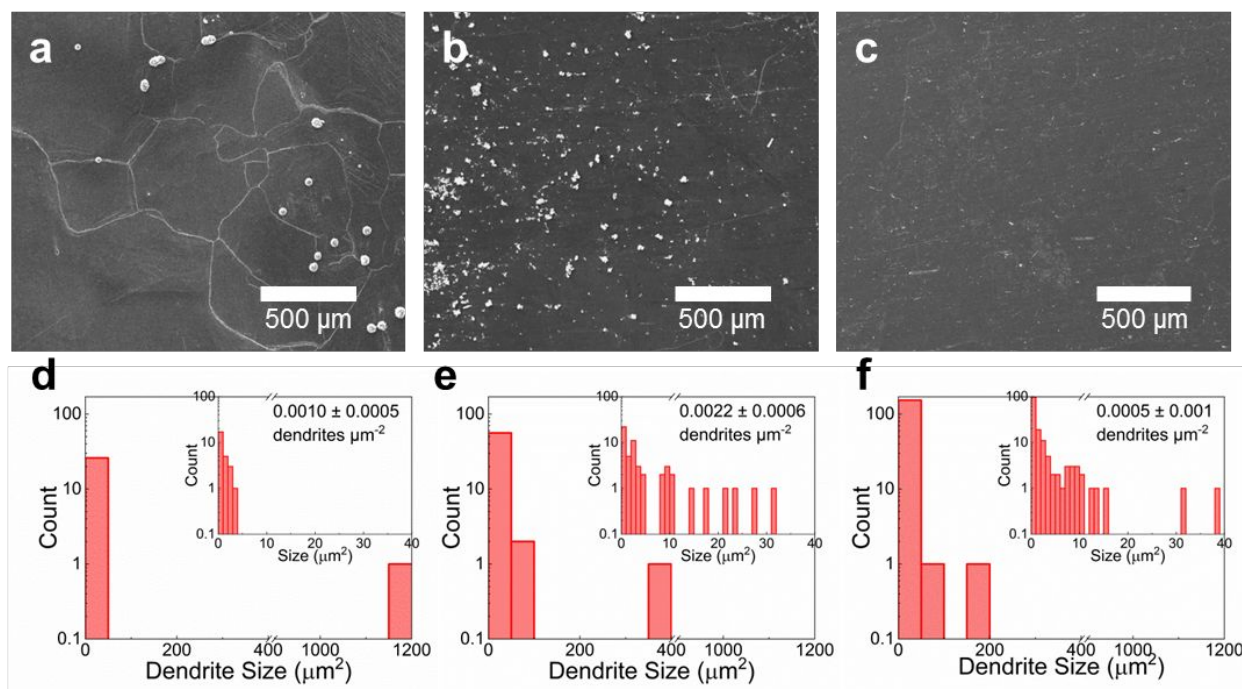 a
b
c
500 µm
500 µm
500 µm
d
e
f
100
10
1
0.1
Count
0
200
400
1000
1200
Dendrite Size (µm²)
100
10
1
0.1
Count
0
10
20
30
40
Size (µm²)
0.0010 ± 0.0005
dendrites µm⁻²
100
10
1
0.1
Count
0
200
400
1000
1200
Dendrite Size (µm²)
100
10
1
0.1
Count
0
10
20
30
40
Size (µm²)
0.0022 ± 0.0006
dendrites µm⁻²
100
10
1
0.1
Count
0
200
400
1000
1200
Dendrite Size (µm²)
100
10
1
0.1
Count
0
20
40
Size (µm²)
0.0005 ± 0.001
dendrites µm⁻²